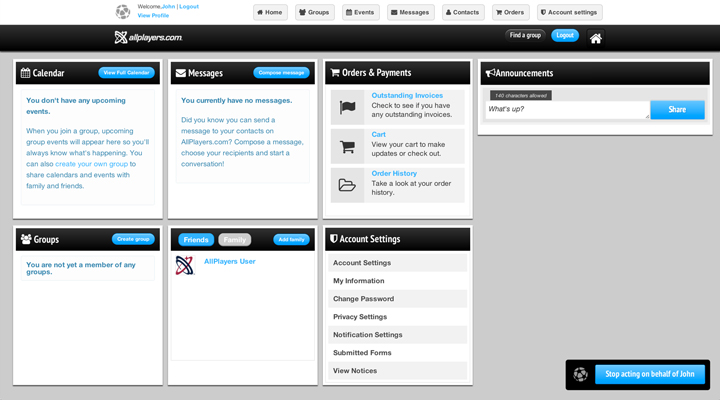 Welcome, John | Logout
View Profile
Home
Groups
Events
Messages
Contacts
Orders
Account settings
allplayers.com
Find a group
Logout
Calendar
View Full Calendar
You don't have any upcoming
events.
When you join a group, upcoming
group events will appear here so you'll
always know what's happening. You
can also create your own group to
share calendars and events with
family and friends.
Messages
Compose message
You currently have no messages.
Did you know you can send a
message to your contacts on
AllPlayers.com? Compose a message,
choose your recipients and start a
conversation!
Orders & Payments
Outstanding Invoices
Check to see if you have
any outstanding invoices.
Cart
View your cart to make
updates or check out.
Order History
Take a look at your order
history.
Announcements
140 characters allowed
What's up?
Share
Groups
Create group
You are not yet a member of any
groups.
Friends
Family
Add family
AllPlayers User
Account Settings
Account Settings
My Information
Change Password
Privacy Settings
Notification Settings
Submitted Forms
View Notices
Stop acting on behalf of John